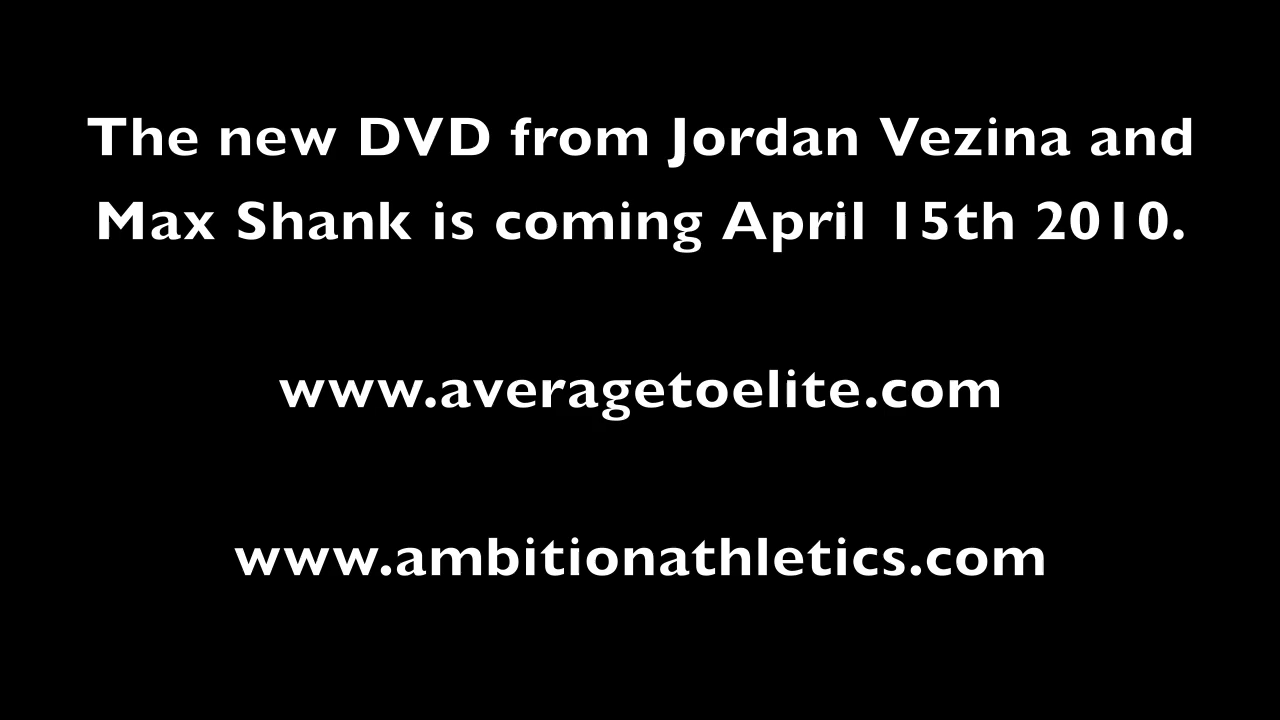 The new DVD from Jordan Vezina and
Max Shank is coming April 15th 2010.
www.averagetoelite.com
www.ambitionathletics.com